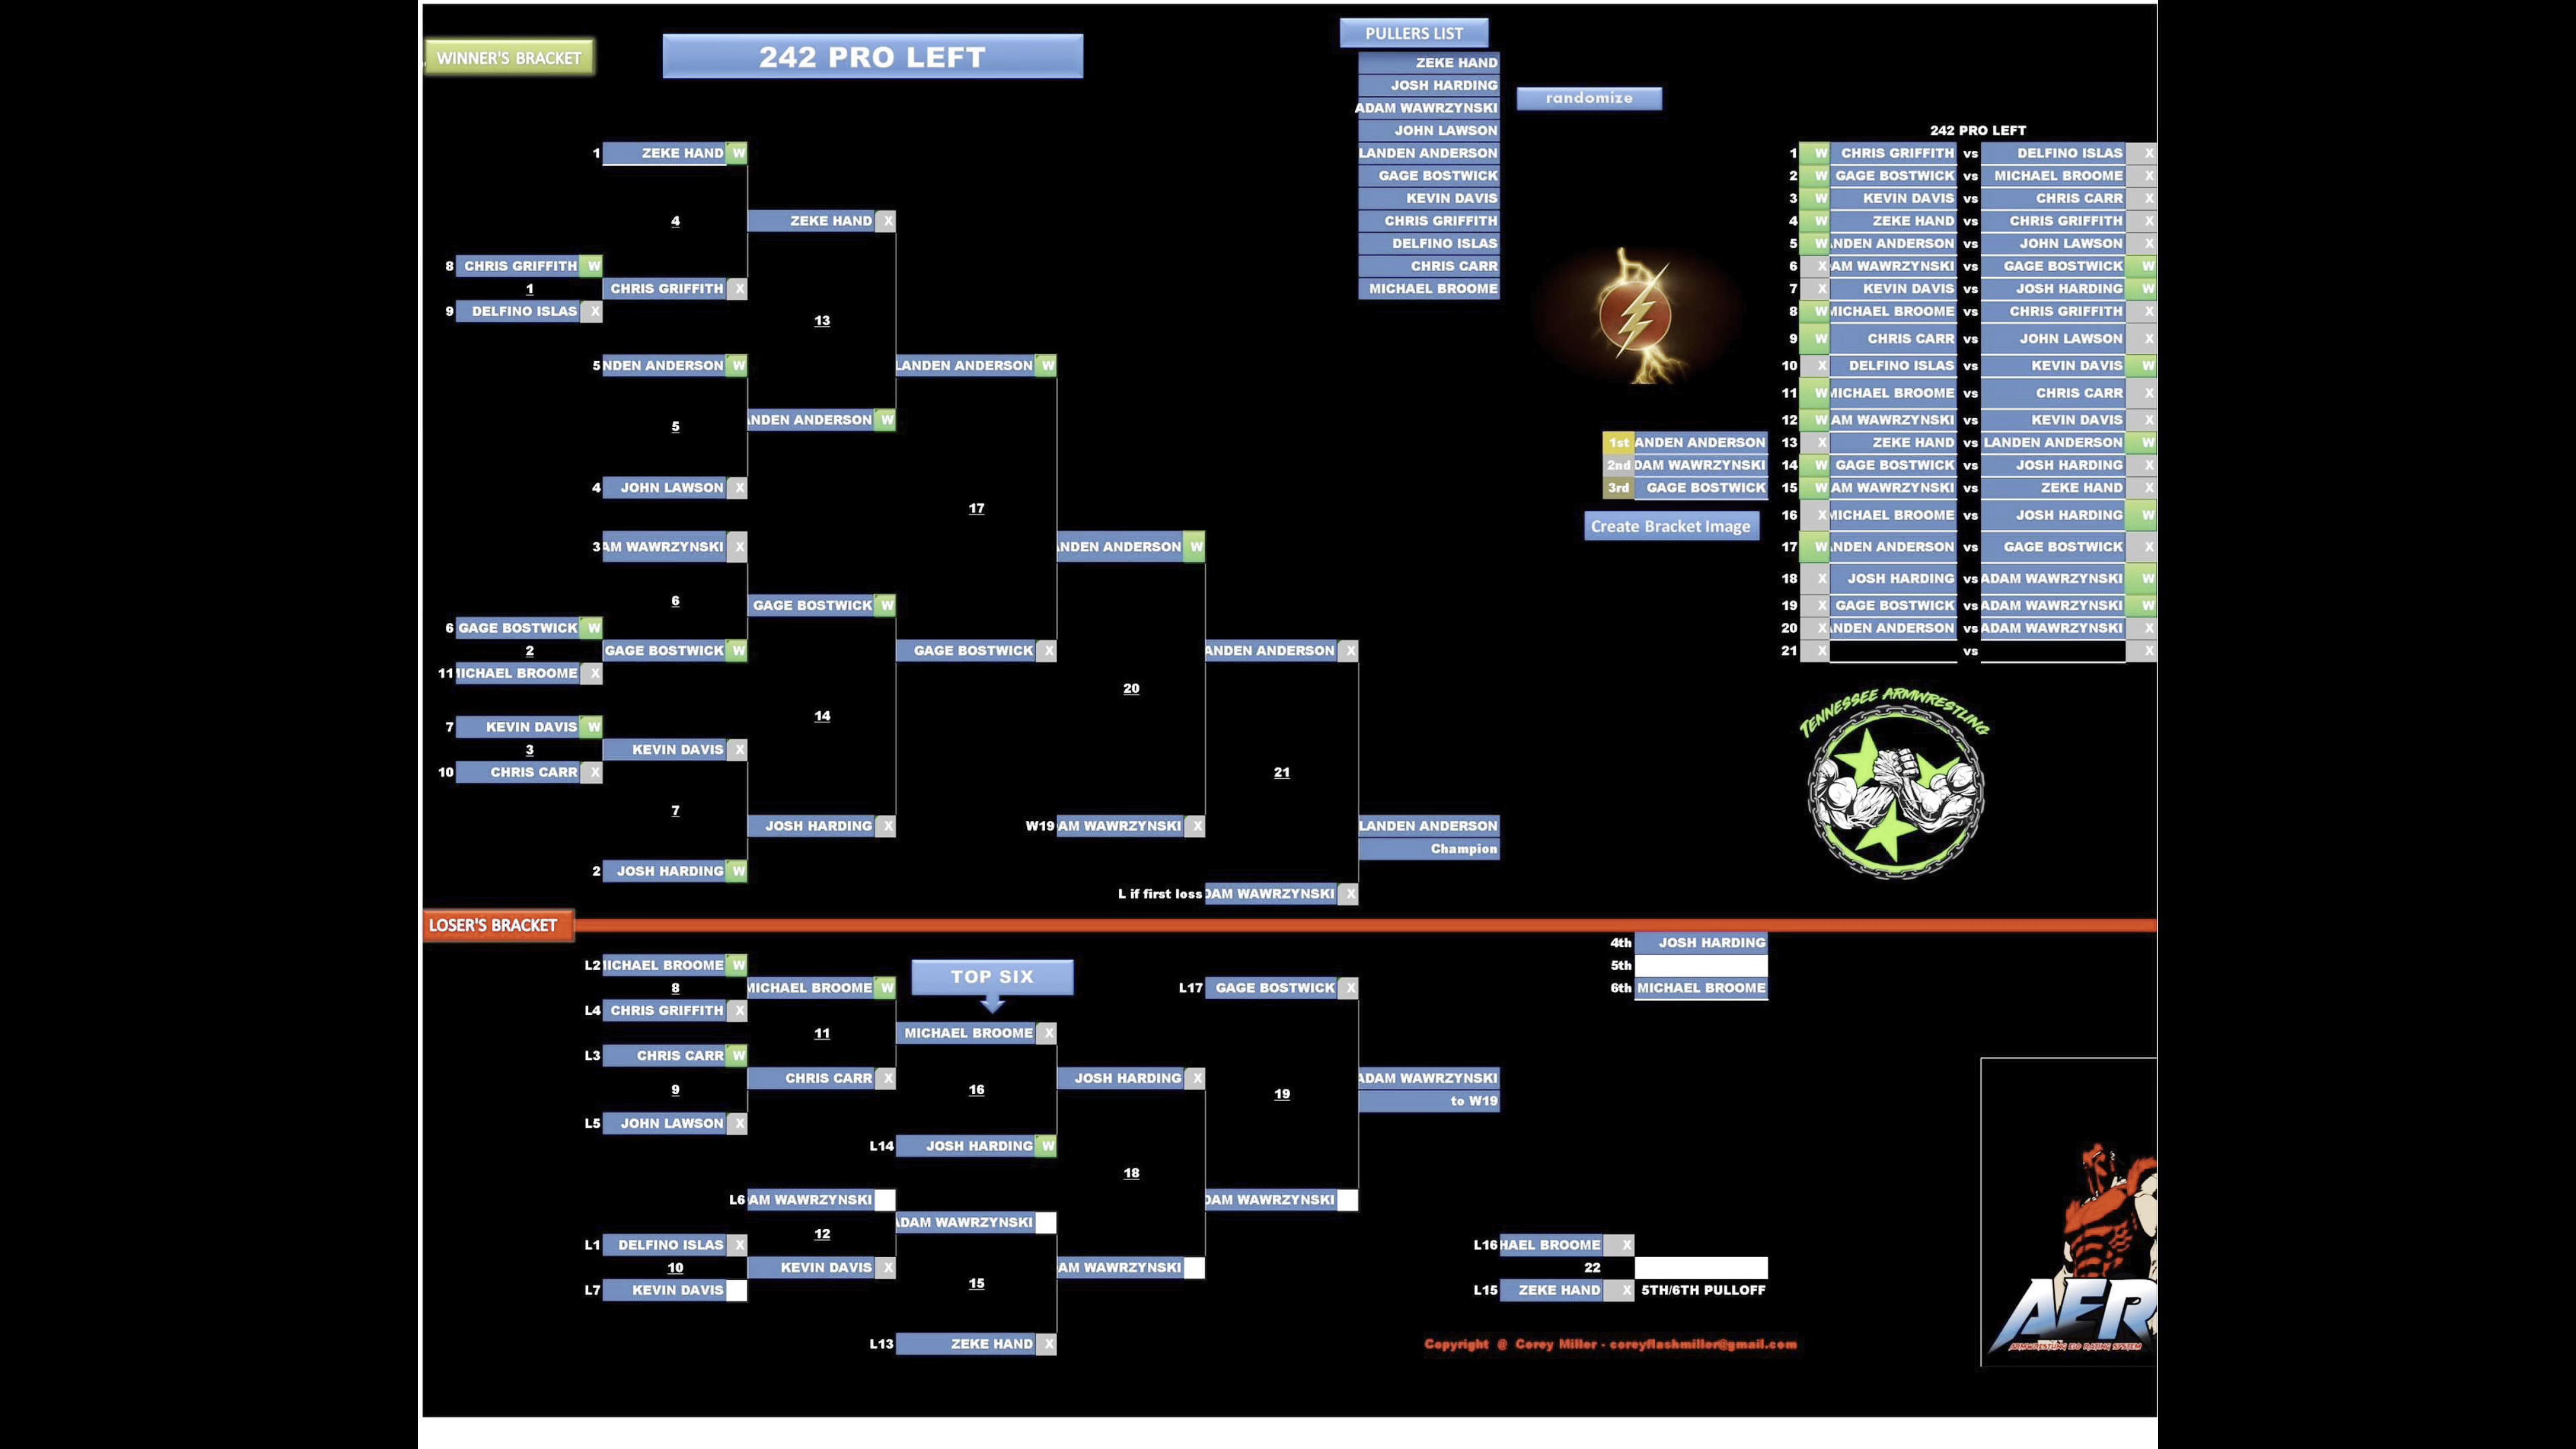 WINNER'S BRACKET
242 PRO LEFT
PULLERS LIST
ZEKE HAND
JOSH HARDING
ADAM WAWRZYNSKI
JOHN LAWSON
LANDEN ANDERSON
GAGE BOSTWICK
KEVIN DAVIS
CHRIS GRIFFITH
DELFINO ISLAS
CHRIS CARR
MICHAEL BROOME
randomize
1 ZEKE HAND W
4
ZEKE HAND X
8 CHRIS GRIFFITH W
1
CHRIS GRIFFITH X
9 DELFINO ISLAS X
13
5 NDEN ANDERSON W
LANDEN ANDERSON W
5
NDEN ANDERSON W
4 JOHN LAWSON X
17
3 AM WAWRZYNSKI X
NDEN ANDERSON W
6
GAGE BOSTWICK W
6 GAGE BOSTWICK W
2
GAGE BOSTWICK W
GAGE BOSTWICK X
ANDEN ANDERSON X
11 MICHAEL BROOME X
20
14
7 KEVIN DAVIS W
3
KEVIN DAVIS X
10 CHRIS CARR X
21
7
JOSH HARDING X
W19 AM WAWRZYNSKI X
LANDEN ANDERSON
Champion
2 JOSH HARDING W
L if first loss DAM WAWRZYNSKI X
242 PRO LEFT
1 W CHRIS GRIFFITH vs DELFINO ISLAS X
2 W GAGE BOSTWICK vs MICHAEL BROOME X
3 W KEVIN DAVIS vs CHRIS CARR X
4 W ZEKE HAND vs CHRIS GRIFFITH X
5 W NDEN ANDERSON vs JOHN LAWSON X
6 X AM WAWRZYNSKI vs GAGE BOSTWICK W
7 X KEVIN DAVIS vs JOSH HARDING W
8 W MICHAEL BROOME vs CHRIS GRIFFITH X
9 W CHRIS CARR vs JOHN LAWSON X
10 X DELFINO ISLAS vs KEVIN DAVIS W
11 W MICHAEL BROOME vs CHRIS CARR X
12 W AM WAWRZYNSKI vs KEVIN DAVIS X
13 X ZEKE HAND vs LANDEN ANDERSON W
14 W GAGE BOSTWICK vs JOSH HARDING X
15 W AM WAWRZYNSKI vs ZEKE HAND X
16 X MICHAEL BROOME vs JOSH HARDING W
17 W NDEN ANDERSON vs GAGE BOSTWICK X
18 X JOSH HARDING vs ADAM WAWRZYNSKI W
19 X GAGE BOSTWICK vs ADAM WAWRZYNSKI W
20 X NDEN ANDERSON vs ADAM WAWRZYNSKI X
21 X vs X
1st ANDEN ANDERSON
2nd DAM WAWRZYNSKI
3rd GAGE BOSTWICK
Create Bracket Image
TENNESSEE ARMWRESTLING
LOSER'S BRACKET
L2 MICHAEL BROOME W
8
MICHAEL BROOME W
L4 CHRIS GRIFFITH X
TOP SIX
11
MICHAEL BROOME X
L3 CHRIS CARR W
9
CHRIS CARR X
L5 JOHN LAWSON X
16
JOSH HARDING X
L14 JOSH HARDING W
18
L17 GAGE BOSTWICK X
19
ADAM WAWRZYNSKI
to W19
L6 AM WAWRZYNSKI
12
ADAM WAWRZYNSKI
DAM WAWRZYNSKI
L1 DELFINO ISLAS X
10
KEVIN DAVIS X
L7 KEVIN DAVIS
15
AM WAWRZYNSKI
L13 ZEKE HAND X
4th JOSH HARDING
5th
6th MICHAEL BROOME
L16 HAEL BROOME X
22
L15 ZEKE HAND X 5TH/6TH PULLOFF
Copyright @ Corey Miller - coreyflashmiller@gmail.com
AER
ARMWRESTLING ELO RATING SYSTEM